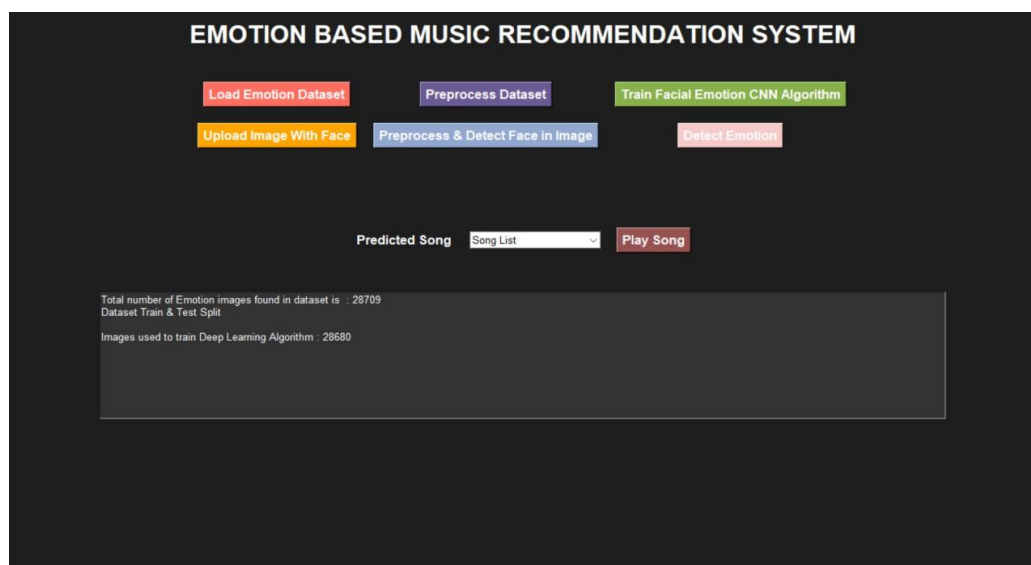 EMOTION BASED MUSIC RECOMMENDATION SYSTEM
Load Emotion Dataset
Preprocess Dataset
Train Facial Emotion CNN Algorithm
Upload Image With Face
Preprocess & Detect Face in Image
Detect Emotion
Predicted Song
Song List
Play Song
Total number of Emotion images found in dataset is : 28709
Dataset Train & Test Split
Images used to train Deep Learning Algorithm : 28680